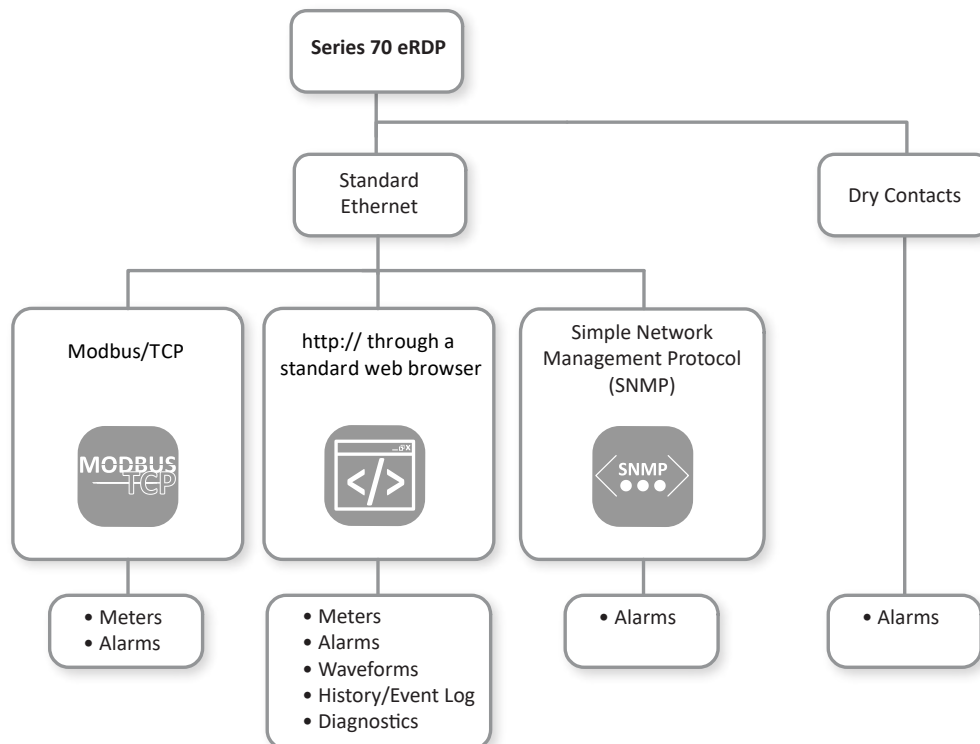 Series 70 eRDP
Standard
Ethernet
Dry Contacts
Modbus/TCP
MODBUS
TCP
http:// through a
standard web browser
</>
Simple Network
Management Protocol
(SNMP)
SNMP
• Meters
• Alarms
• Meters
• Alarms
• Waveforms
• History/Event Log
• Diagnostics
• Alarms
• Alarms